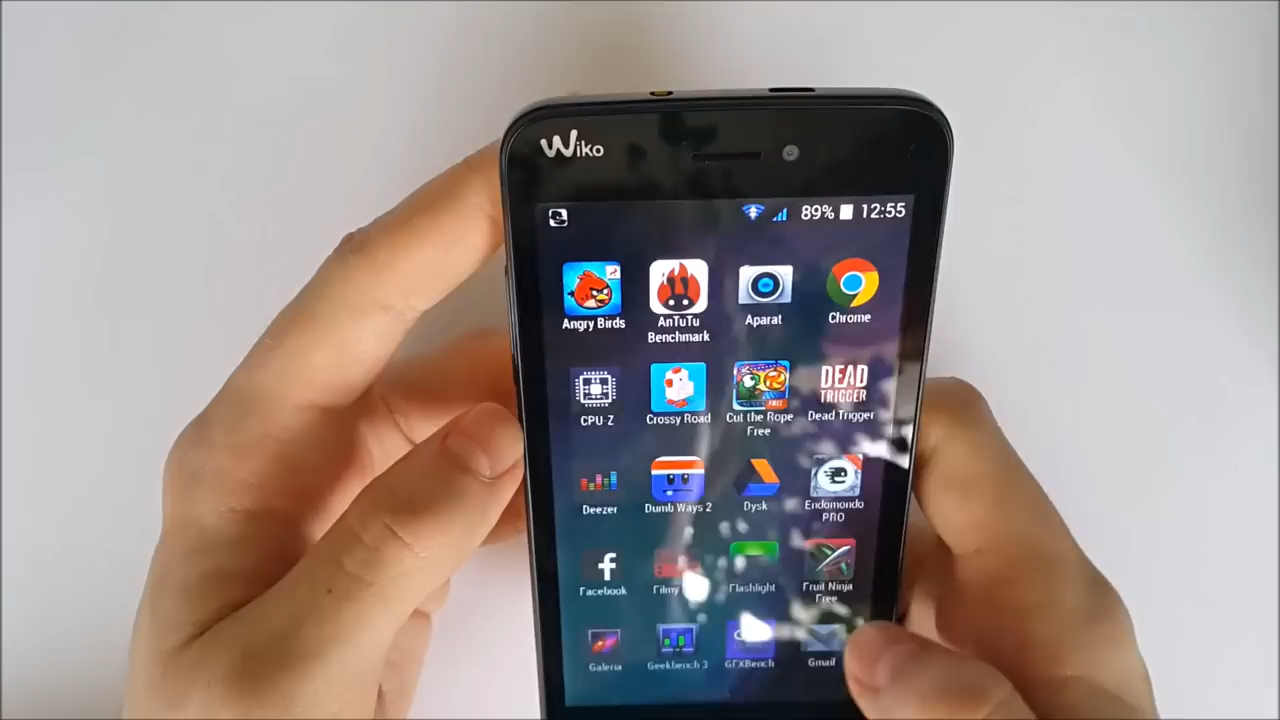 Wiko
89% 12:55
Angry Birds
AnTuTu
Benchmark
Aparat
Chrome
CPU-Z
Crossy Road
Cut the Rope
Free
FREE
DEAD
TRIGGER
Dead Trigger
Deezer
Dumb Ways 2
Dysk
Endomondo
PRO
Facebook
Filmy
Flashlight
Fruit Ninja
Free
Galeria
Geekbench 3
GFXBench
Gmail